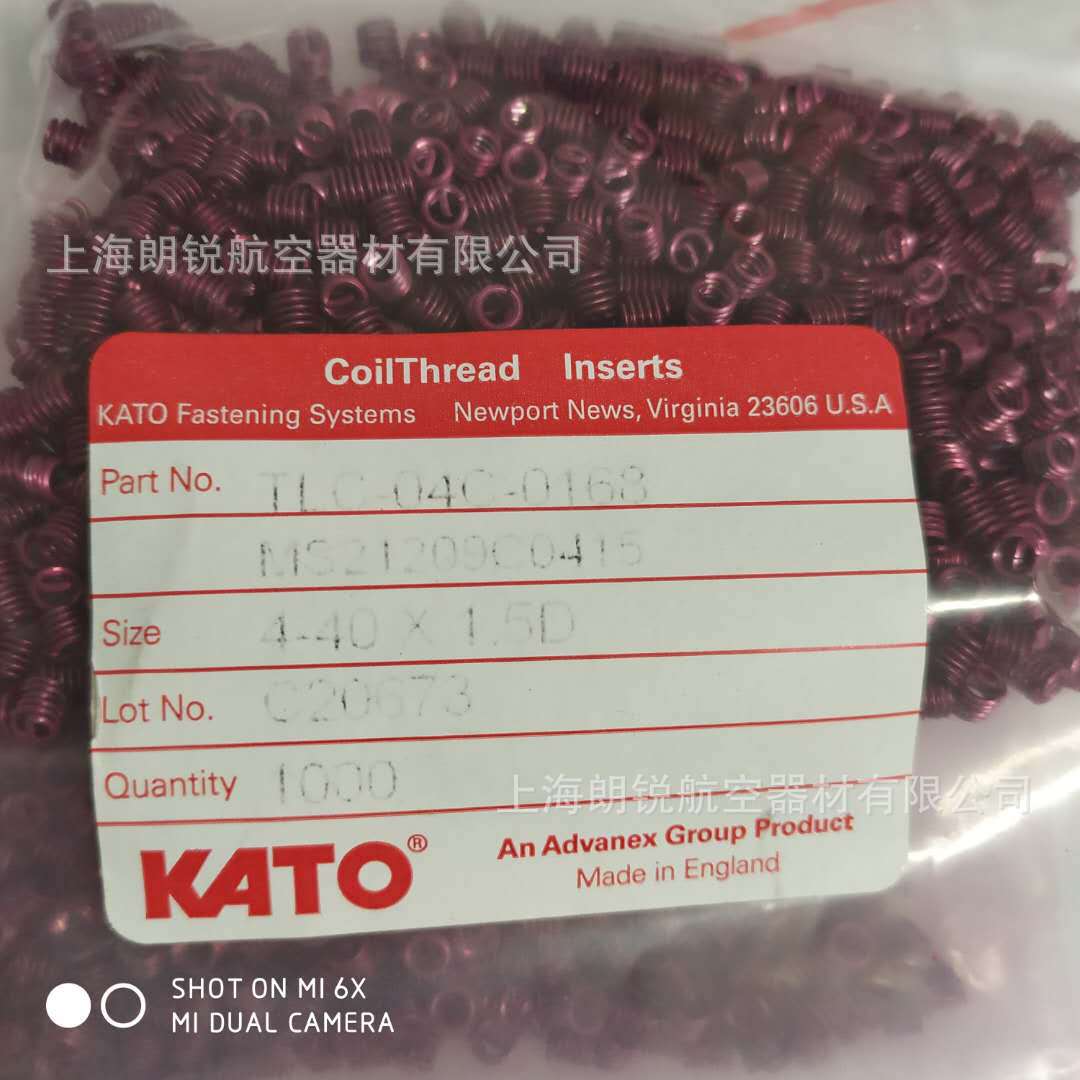 上海朗锐航空器材有限公司
CoilThread Inserts
KATO Fastening Systems Newport News, Virginia 23606 U.S.A
Part No. TLC-04C-0168
MS21209C0415
Size 4-40 X 1.5D
Lot No. C20673
Quantity 1000
上海朗锐航空器材有限公司
KATO® An Advanex Group Product
Made in England
SHOT ON MI 6X
MI DUAL CAMERA